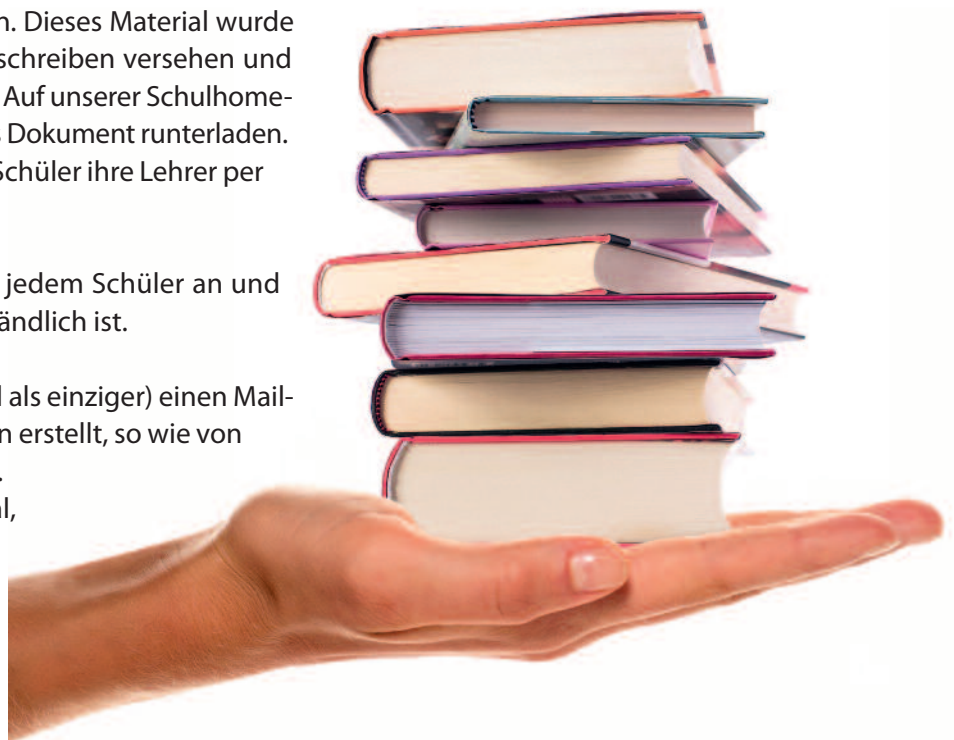 n. Dieses Material wurde
schreiben versehen und
Auf unserer Schulhome-
s Dokument runterladen.
Schüler ihre Lehrer per
jedem Schüler an und
ändlich ist.
l als einziger) einen Mail-
n erstellt, so wie von
.
l,